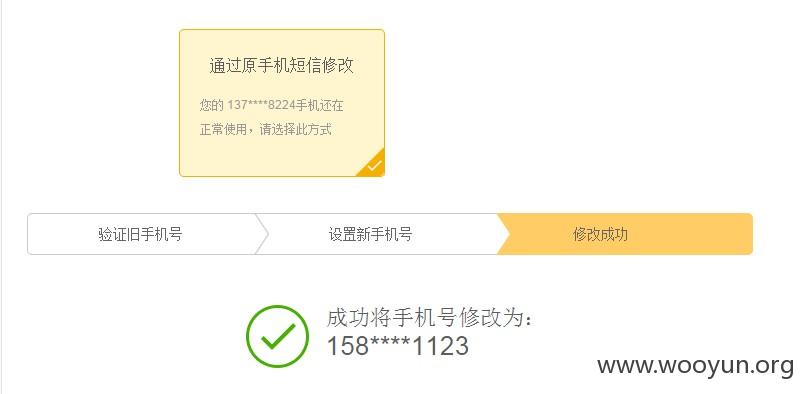 通过原手机短信修改
您的 137****8224手机还在
正常使用，请选择此方式
验证旧手机号
设置新手机号
修改成功
成功将手机号修改为：
158****1123
www.wooyun.org